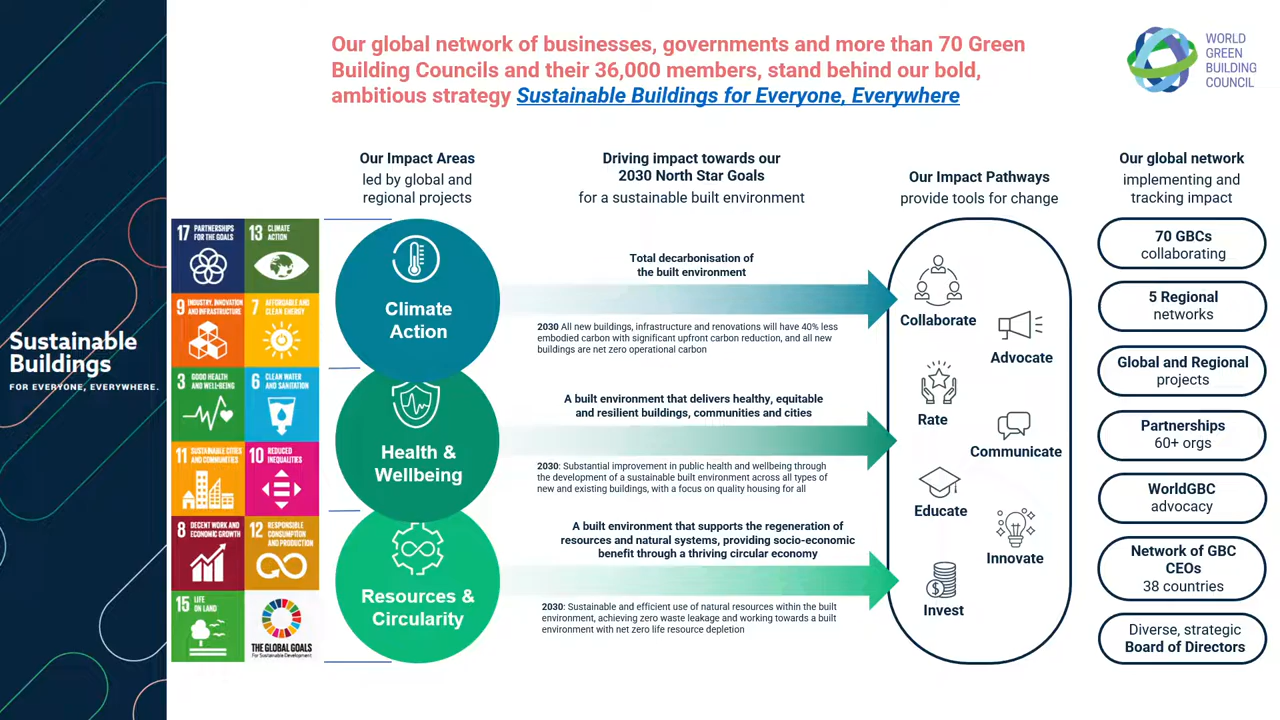 Our global network of businesses, governments and more than 70 Green
Building Councils and their 36,000 members, stand behind our bold,
ambitious strategy Sustainable Buildings for Everyone, Everywhere
WORLD
GREEN
BUILDING
COUNCIL
Sustainable
Buildings
FOR EVERYONE, EVERYWHERE.
17 PARTNERSHIPS
FOR THE GOALS
13 CLIMATE
ACTION
9 INDUSTRY, INNOVATION
AND INFRASTRUCTURE
7 AFFORDABLE AND
CLEAN ENERGY
3 GOOD HEALTH
AND WELL-BEING
6 CLEAN WATER
AND SANITATION
11 SUSTAINABLE CITIES
AND COMMUNITIES
10 REDUCED
INEQUALITIES
8 DECENT WORK AND
ECONOMIC GROWTH
12 RESPONSIBLE
CONSUMPTION
AND PRODUCTION
15 LIFE
ON LAND
THE GLOBAL GOALS
For Sustainable Development
Our Impact Areas
led by global and
regional projects
Climate
Action
Health &
Wellbeing
Resources &
Circularity
Driving impact towards our
2030 North Star Goals
for a sustainable built environment
Total decarbonisation of
the built environment
2030 All new buildings, infrastructure and renovations will have 40% less
embodied carbon with significant upfront carbon reduction, and all new
buildings are net zero operational carbon
A built environment that delivers healthy, equitable
and resilient buildings, communities and cities
2030: Substantial improvement in public health and wellbeing through
the development of a sustainable built environment across all types of
new and existing buildings, with a focus on quality housing for all
A built environment that supports the regeneration of
resources and natural systems, providing socio-economic
benefit through a thriving circular economy
2030: Sustainable and efficient use of natural resources within the built
environment, achieving zero waste leakage and working towards a built
environment with net zero life resource depletion
Our Impact Pathways
provide tools for change
Collaborate
Advocate
Rate
Communicate
Educate
Innovate
Invest
Our global network
implementing and
tracking impact
70 GBCs
collaborating
5 Regional
networks
Global and Regional
projects
Partnerships
60+ orgs
WorldGBC
advocacy
Network of GBC
CEOs
38 countries
Diverse, strategic
Board of Directors